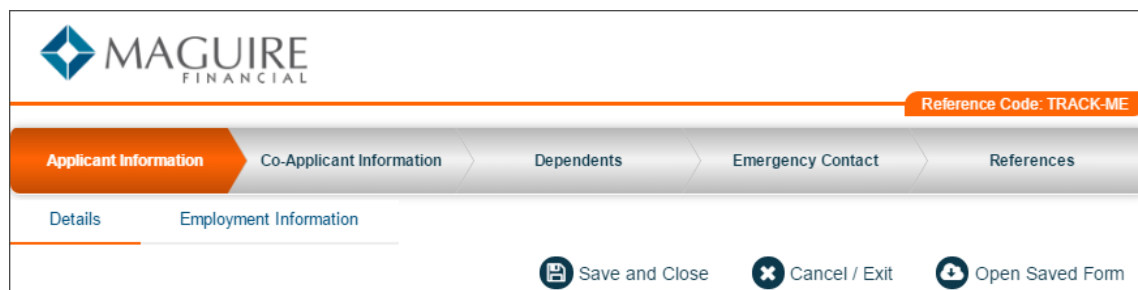 MAGUIRE
FINANCIAL
Reference Code: TRACK-ME
Applicant Information Co-Applicant Information Dependents Emergency Contact References
Details Employment Information
Save and Close Cancel / Exit Open Saved Form